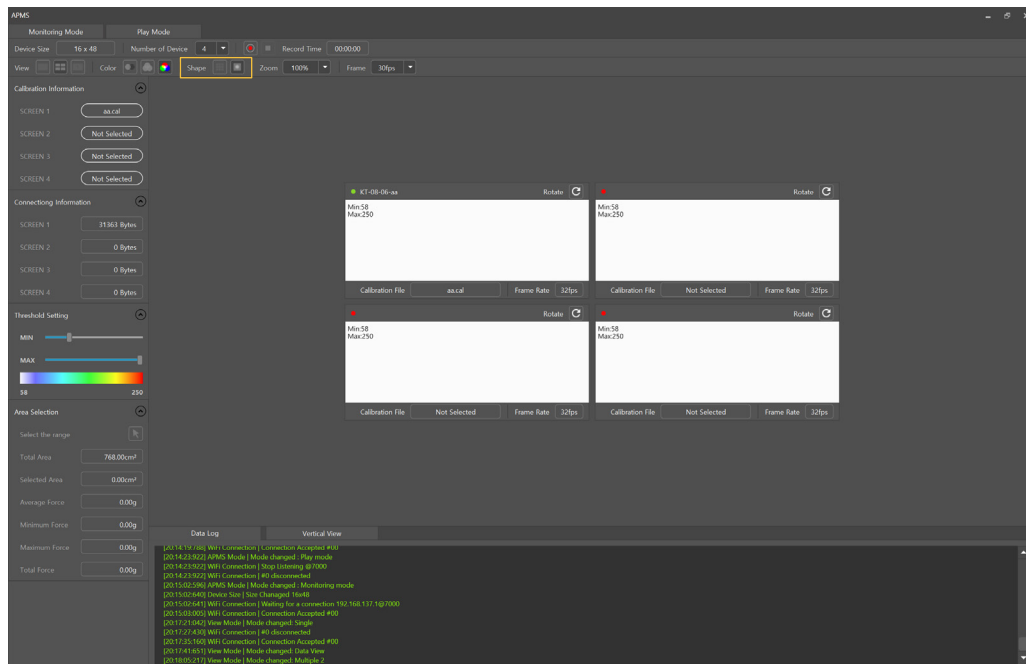 APMS
Monitoring Mode Play Mode
Device Size 16 x 48 Number of Device 4 Record Time 00:00:00
View Color Shape Zoom 100% Frame 30fps
Calibration Information
SCREEN 1 aa.cal
SCREEN 2 Not Selected
SCREEN 3 Not Selected
SCREEN 4 Not Selected
Connectiong Information
SCREEN 1 31363 Bytes
SCREEN 2 0 Bytes
SCREEN 3 0 Bytes
SCREEN 4 0 Bytes
Threshold Setting
MIN
MAX
58 250
Area Selection
Select the range
Total Area 768.00cm²
Selected Area 0.00cm²
Average Force 0.00g
Minimum Force 0.00g
Maximum Force 0.00g
Total Force 0.00g
KT-08-06-aa Rotate
Min:58
Max:250
Calibration File aa.cal Frame Rate 32fps
Rotate
Min:58
Max:250
Calibration File Not Selected Frame Rate 32fps
Rotate
Min:58
Max:250
Calibration File Not Selected Frame Rate 32fps
Rotate
Min:58
Max:250
Calibration File Not Selected Frame Rate 32fps
Data Log Vertical View
[20:14:19:788] WiFi Connection | Connection Accepted #00
[20:14:23:922] APMS Mode | Mode changed : Play mode
[20:14:23:922] WiFi Connection | Stop Listening @7000
[20:14:23:922] WiFi Connection | #0 disconnected
[20:15:02:596] APMS Mode | Mode changed : Monitoring mode
[20:15:02:640] Device Size | Size Chanaged 16x48
[20:15:02:641] WiFi Connection | Waiting for a connection 192.168.137.1@7000
[20:15:03:005] WiFi Connection | Connection Accepted #00
[20:17:21:042] View Mode | Mode changed: Single
[20:17:27:430] WiFi Connection | #0 disconnected
[20:17:35:160] WiFi Connection | Connection Accepted #00
[20:17:41:651] View Mode | Mode changed: Data View
[20:18:05:217] View Mode | Mode changed: Multiple 2